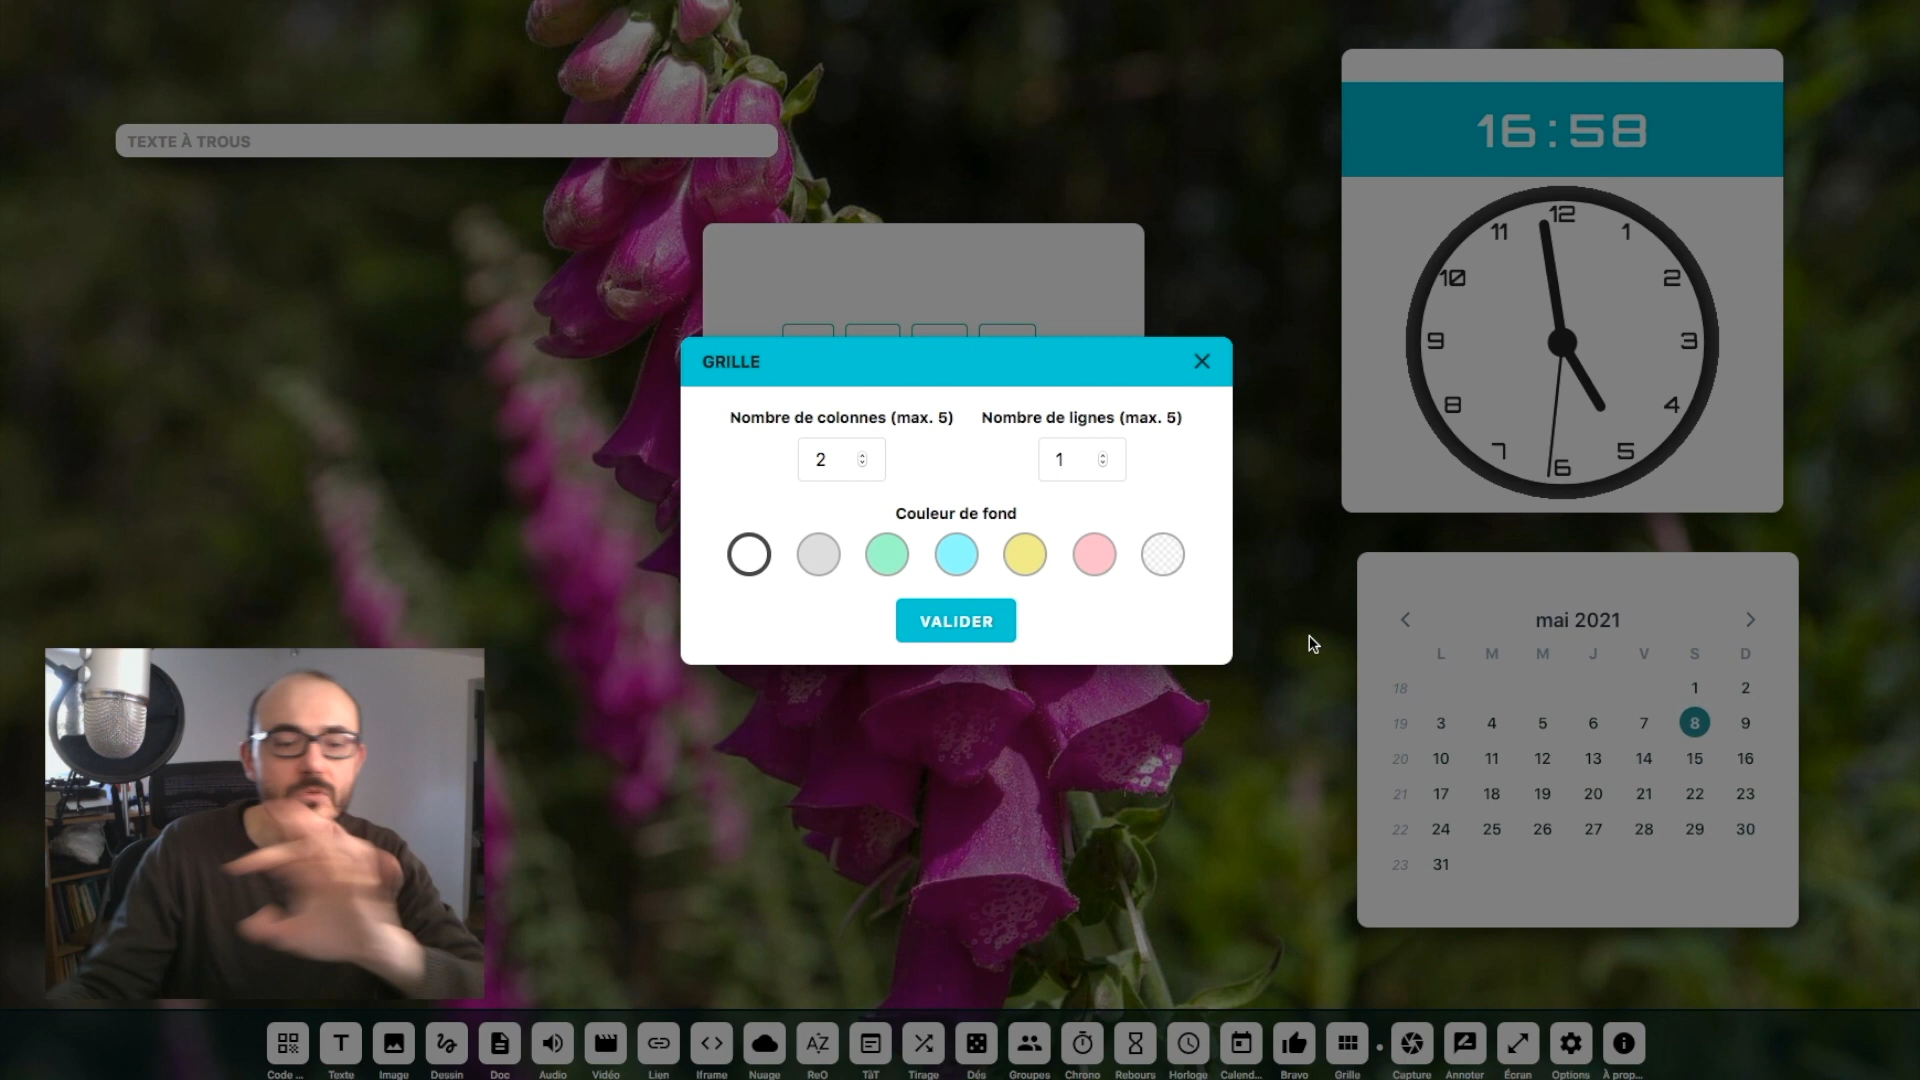 TEXTE À TROUS
16:58
12
11 1
10 2
9 3
8 4
7 5
6
GRILLE
Nombre de colonnes (max. 5) Nombre de lignes (max. 5)
2 1
Couleur de fond
VALIDER
mai 2021
L M M J V S D
18 1 2
19 3 4 5 6 7 8 9
20 10 11 12 13 14 15 16
21 17 18 19 20 21 22 23
22 24 25 26 27 28 29 30
23 31
T AZ
Code ... Texte Image Dessin Doc Audio Vidéo Lien Iframe Nuage ReO TàT Tirage Dés Groupes Chrono Rebours Horloge Calend... Bravo Grille Capture Annoter Écran Options À prop...